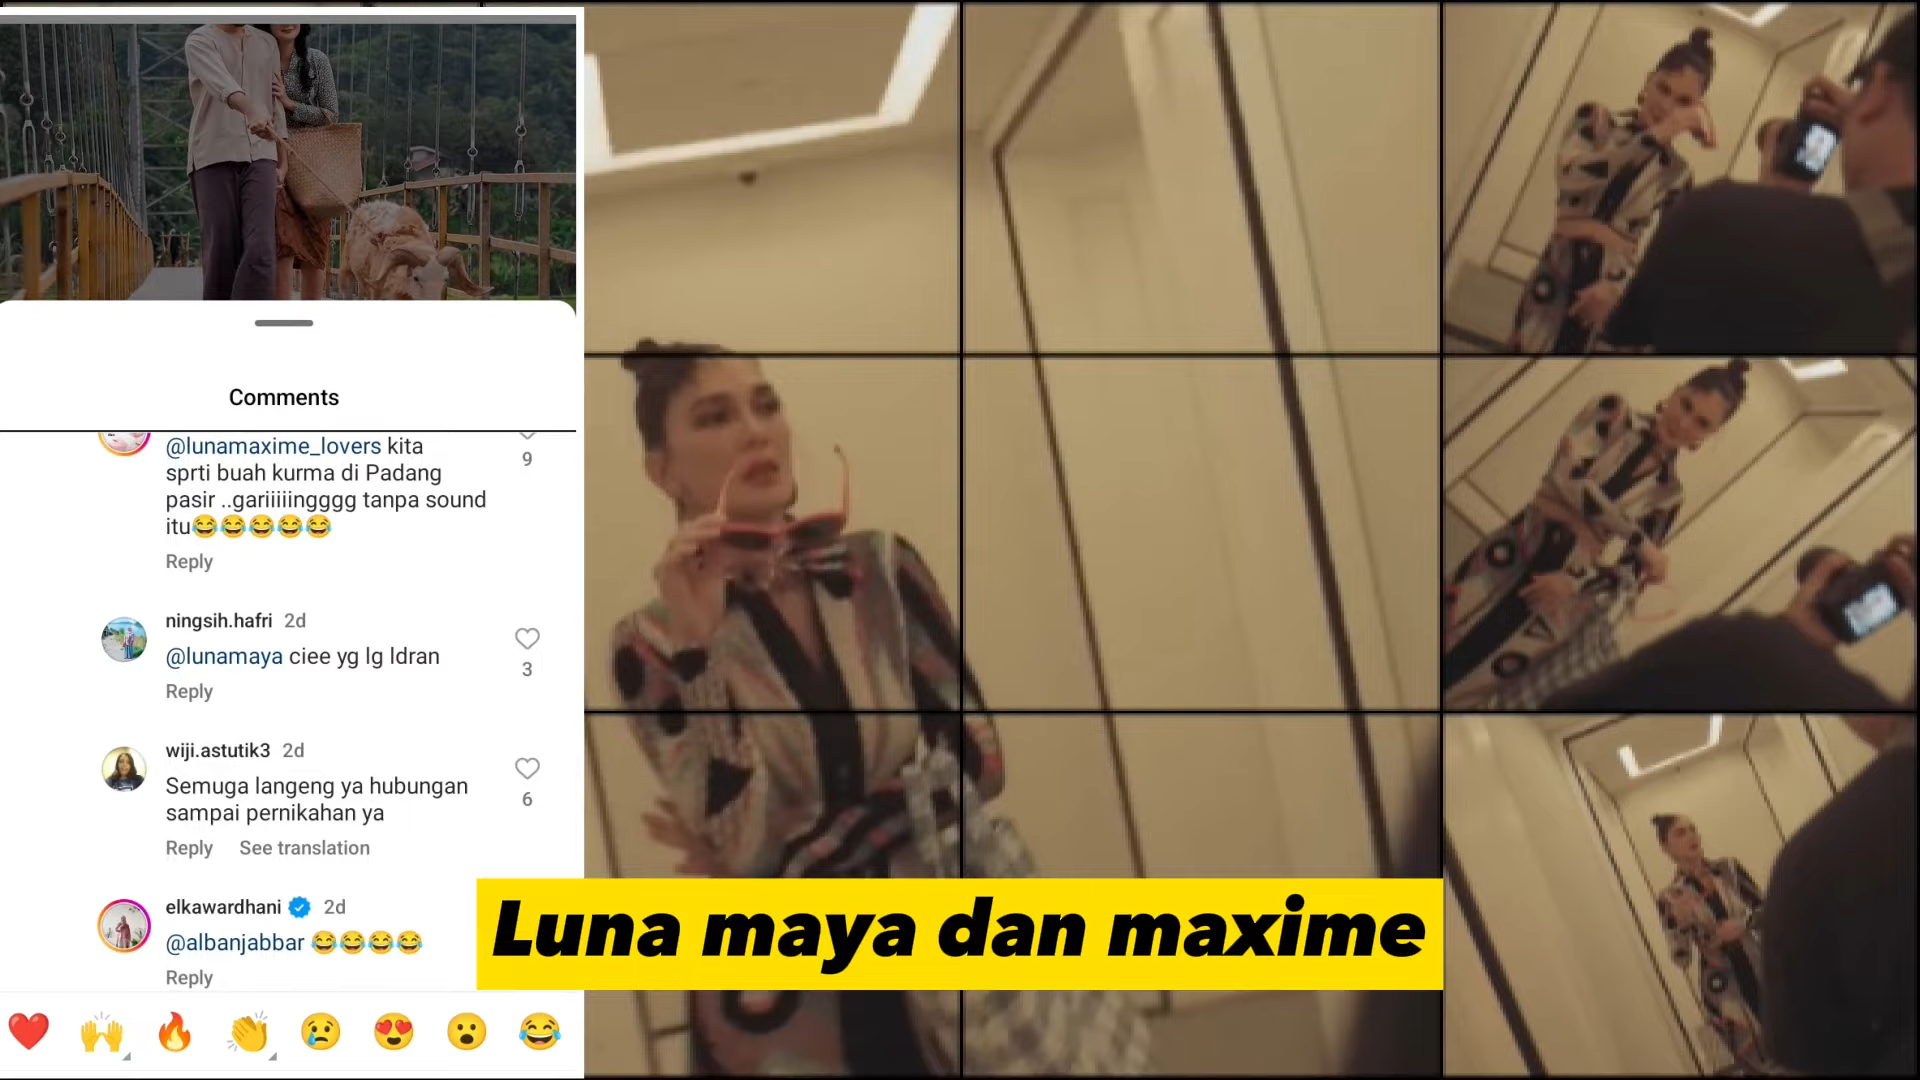 Comments
@lunamaxime_lovers kita
sprti buah kurma di Padang
pasir ..gariiiiingggg tanpa sound
itu😂😂😂😂😂
9
Reply
ningsih.hafri 2d
@lunamaya ciee yg lg ldran
3
Reply
wiji.astutik3 2d
Semuga langeng ya hubungan
sampai pernikahan ya
6
Reply See translation
elkawardhani 2d
@albanjabbar 😂😂😂😂
Reply
❤️ 🙌 🔥 👏 😢 😍 😮 😂
Luna maya dan maxime